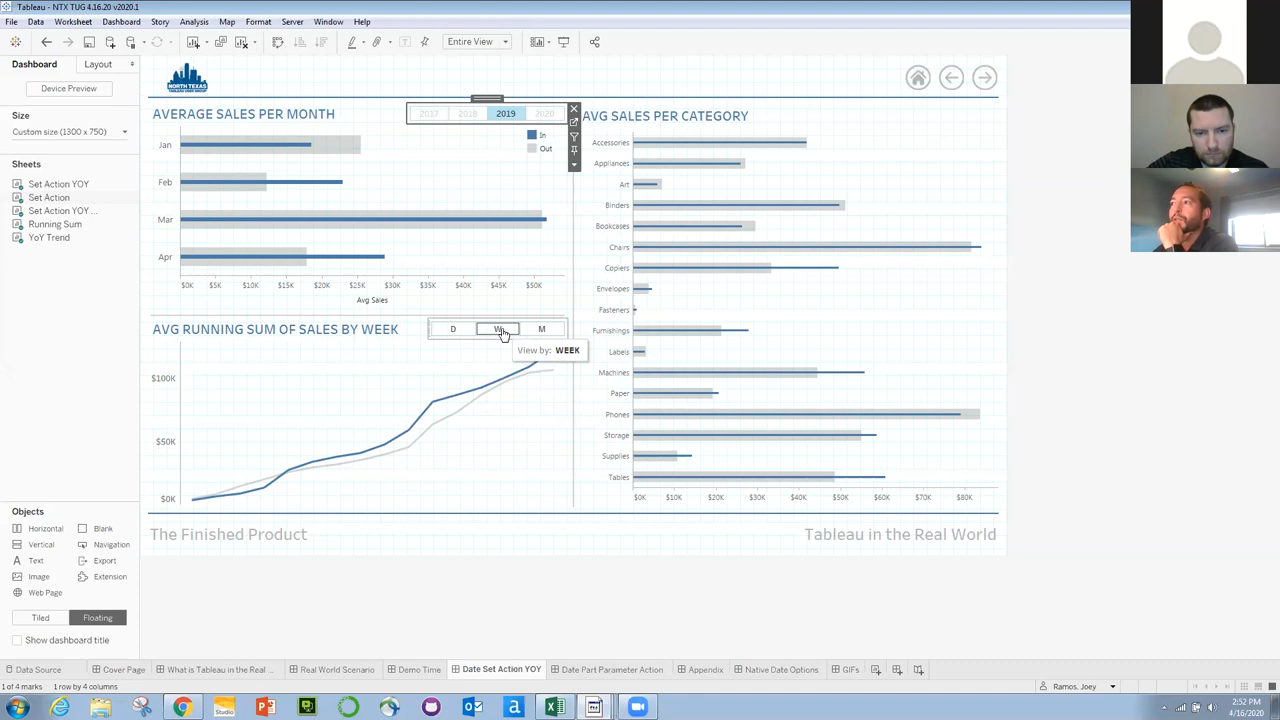 Tableau - NTX TUG 4.16.20 v2020.1
File Data Worksheet Dashboard Story Analysis Map Format Server Window Help
Entire View
Dashboard Layout
Device Preview
Size
Custom size (1300 x 750)
Sheets
Set Action YOY
Set Action
Set Action YOY ...
Running Sum
YoY Trend
Objects
Horizontal Blank
Vertical Navigation
Text Export
Image Extension
Web Page
Tiled Floating
Show dashboard title
NORTH TEXAS
AVERAGE SALES PER MONTH
2017 2018 2019 2020
In
Out
Jan
Feb
Mar
Apr
$0K $5K $10K $15K $20K $25K $30K $35K $40K $45K $50K
Avg Sales
AVG RUNNING SUM OF SALES BY WEEK
D W M
View by: WEEK
$100K
$50K
$0K
AVG SALES PER CATEGORY
Accessories
Appliances
Art
Binders
Bookcases
Chairs
Copiers
Envelopes
Fasteners
Furnishings
Labels
Machines
Paper
Phones
Storage
Supplies
Tables
$0K $10K $20K $30K $40K $50K $60K $70K $80K
The Finished Product
Tableau in the Real World
Data Source Cover Page What is Tableau in the Real ... Real World Scenario Demo Time Date Set Action YOY Date Part Parameter Action Appendix Native Date Options GIFs
1 of 4 marks 1 row by 4 columns
Ramos, Joey
Studio
2:52 PM
4/16/2020